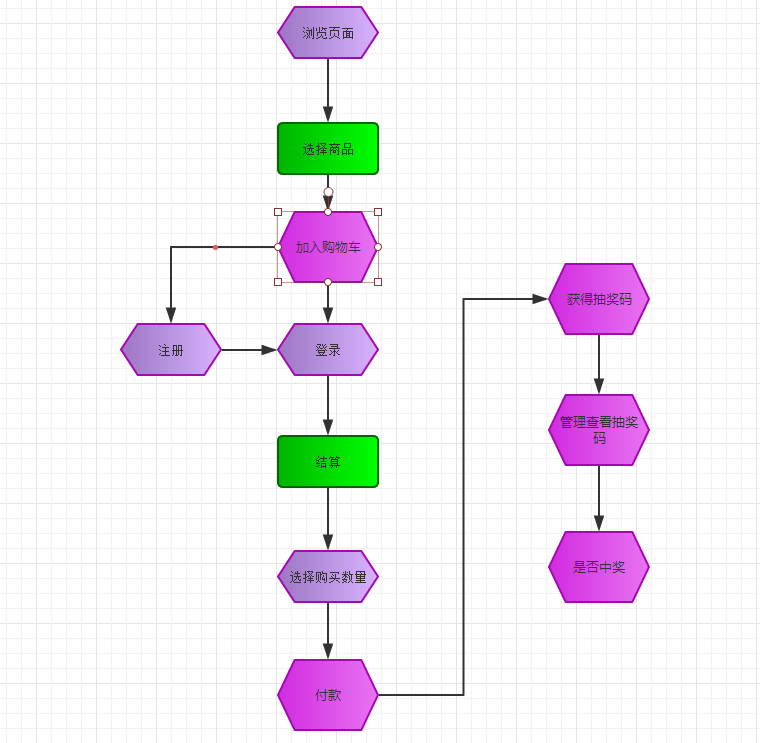 浏览页面
选择商品
加入购物车
注册
登录
结算
选择购买数量
付款
获得抽奖码
管理查看抽奖
码
是否中奖